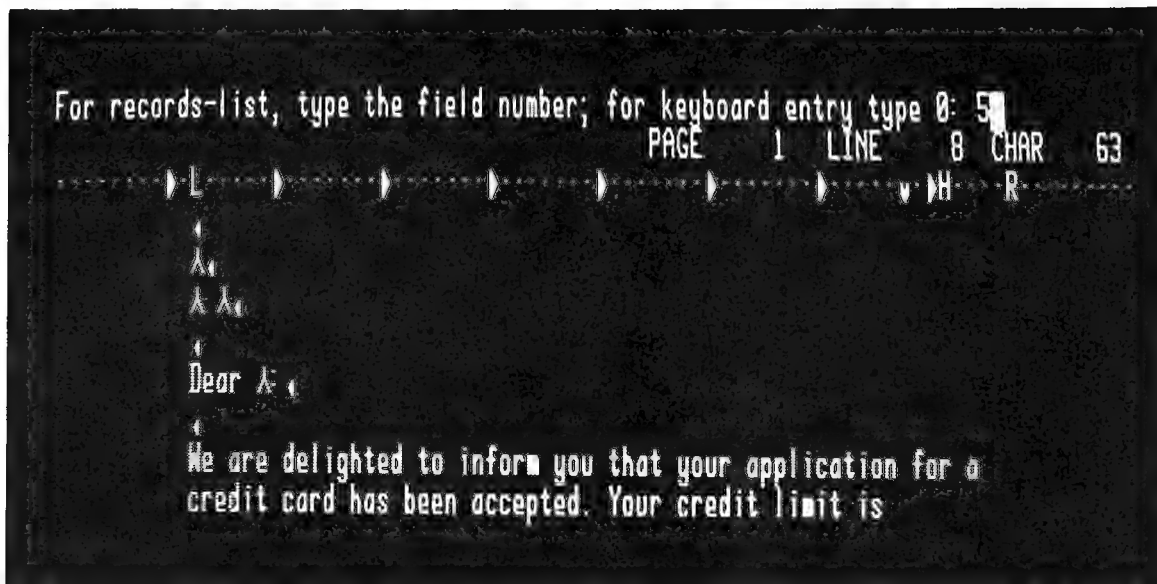 For records-list, type the field number; for keyboard entry type 0: 5
PAGE 1 LINE 8 CHAR 63
L H R
Dear :
We are delighted to inform you that your application for a
credit card has been accepted. Your credit limit is